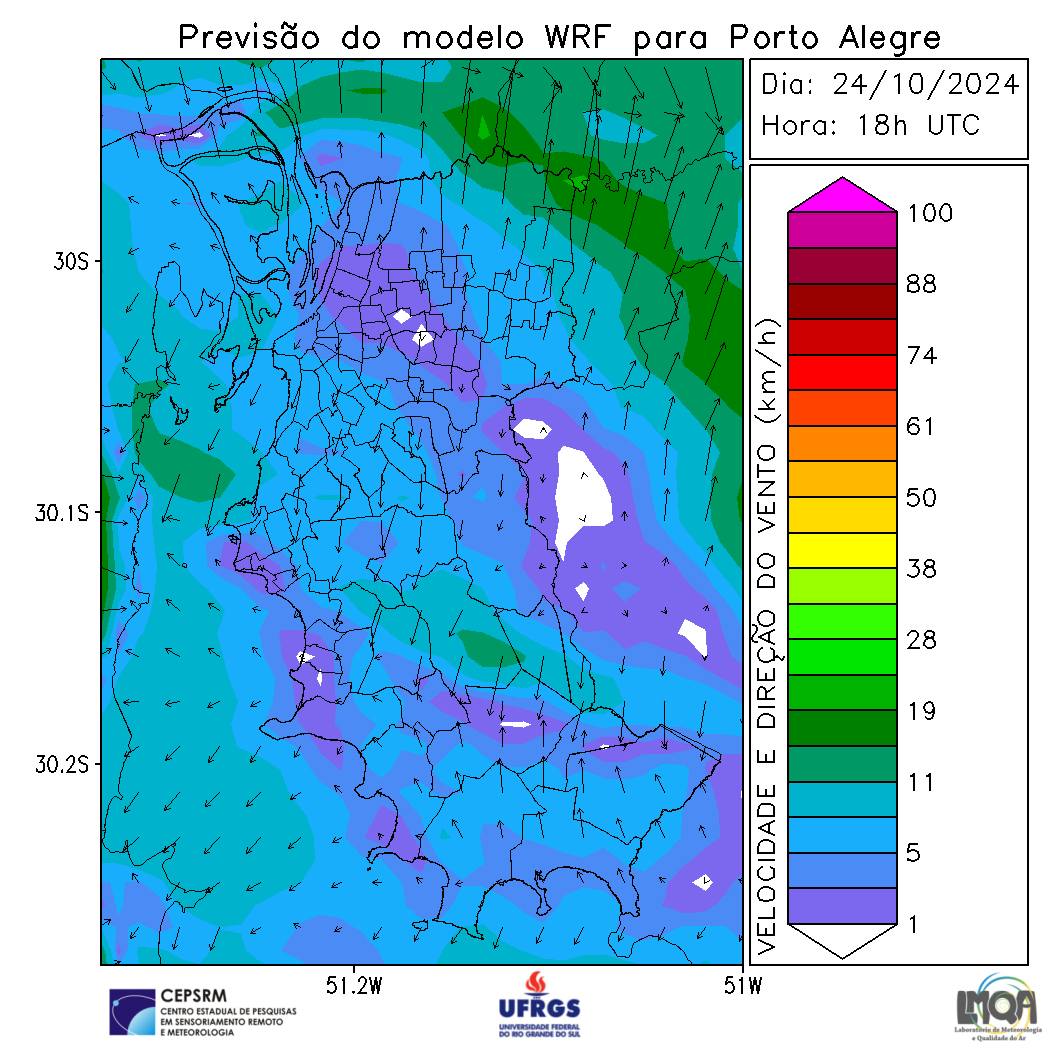 Previsão do modelo WRF para Porto Alegre
Dia: 24/10/2024
Hora: 18h UTC
30S
30.1S
30.2S
51.2W
51W
VELOCIDADE E DIREÇÃO DO VENTO (km/h)
100
88
74
61
50
38
28
19
11
5
1
CEPSRM
CENTRO ESTADUAL DE PESQUISAS
EM SENSORIAMENTO REMOTO
E METEOROLOGIA
UFRGS
UNIVERSIDADE FEDERAL
DO RIO GRANDE DO SUL
LMQA
Laboratório de Meteorologia
e Qualidade do Ar